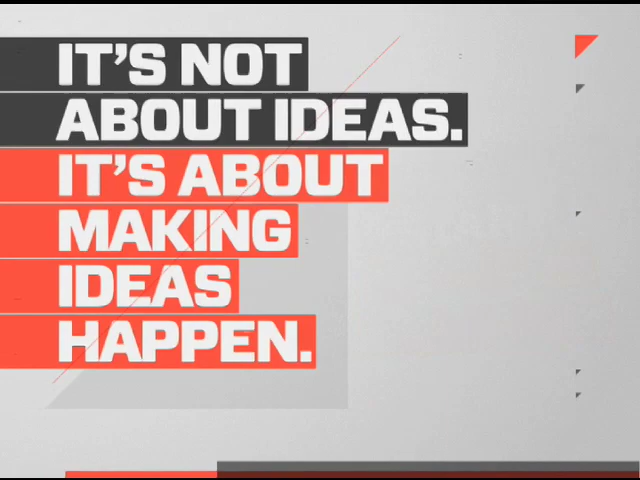 IT'S NOT
ABOUT IDEAS.
IT'S ABOUT
MAKING
IDEAS
HAPPEN.